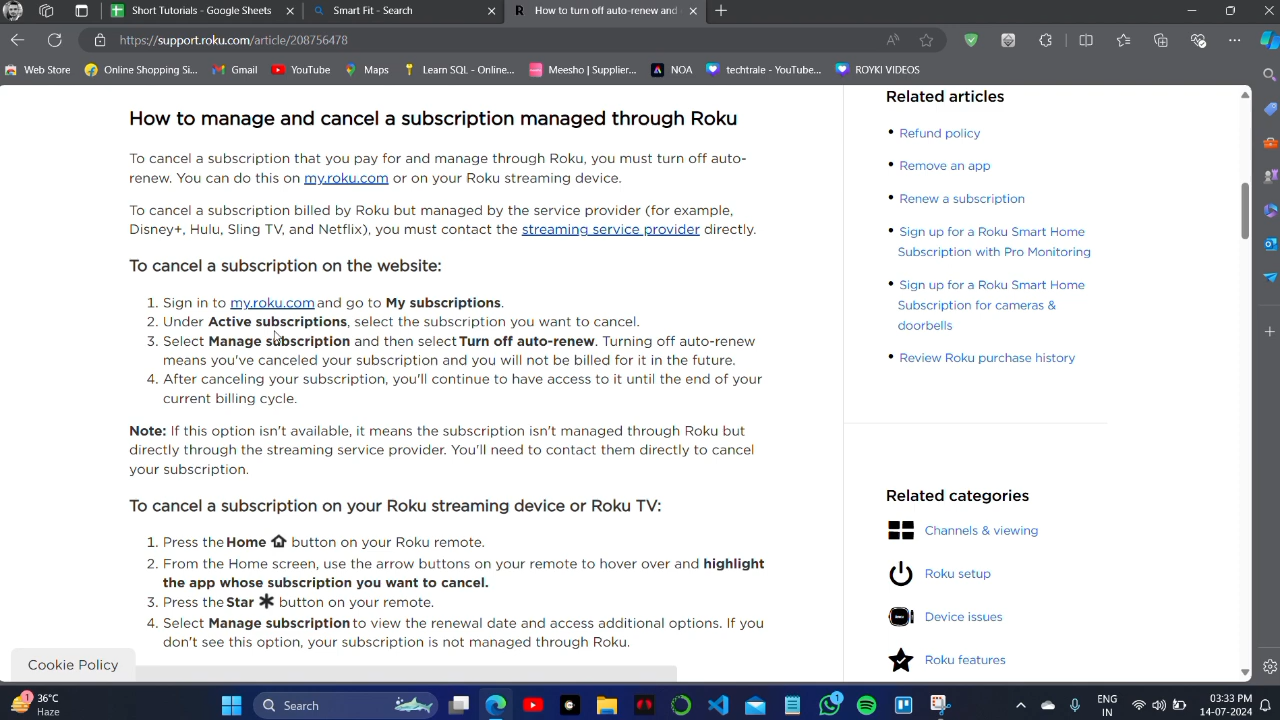 Short Tutorials - Google Sheets
Smart Fit - Search
How to turn off auto-renew and
https://support.roku.com/article/208756478
Web Store
Online Shopping Si...
Gmail
YouTube
Maps
Learn SQL - Online...
Meesho | Supplier...
NOA
techtrale - YouTube...
ROYKI VIDEOS
How to manage and cancel a subscription managed through Roku
To cancel a subscription that you pay for and manage through Roku, you must turn off auto-
renew. You can do this on my.roku.com or on your Roku streaming device.
To cancel a subscription billed by Roku but managed by the service provider (for example,
Disney+, Hulu, Sling TV, and Netflix), you must contact the streaming service provider directly.
To cancel a subscription on the website:
1. Sign in to my.roku.com and go to My subscriptions.
2. Under Active subscriptions, select the subscription you want to cancel.
3. Select Manage subscription and then select Turn off auto-renew. Turning off auto-renew
means you've canceled your subscription and you will not be billed for it in the future.
4. After canceling your subscription, you'll continue to have access to it until the end of your
current billing cycle.
Note: If this option isn't available, it means the subscription isn't managed through Roku but
directly through the streaming service provider. You'll need to contact them directly to cancel
your subscription.
To cancel a subscription on your Roku streaming device or Roku TV:
1. Press the Home button on your Roku remote.
2. From the Home screen, use the arrow buttons on your remote to hover over and highlight
the app whose subscription you want to cancel.
3. Press the Star button on your remote.
4. Select Manage subscription to view the renewal date and access additional options. If you
don't see this option, your subscription is not managed through Roku.
Cookie Policy
Related articles
• Refund policy
• Remove an app
• Renew a subscription
• Sign up for a Roku Smart Home
Subscription with Pro Monitoring
• Sign up for a Roku Smart Home
Subscription for cameras &
doorbells
• Review Roku purchase history
Related categories
Channels & viewing
Roku setup
Device issues
Roku features
1
36°C
Haze
Search
1
ENG
IN
03:33 PM
14-07-2024